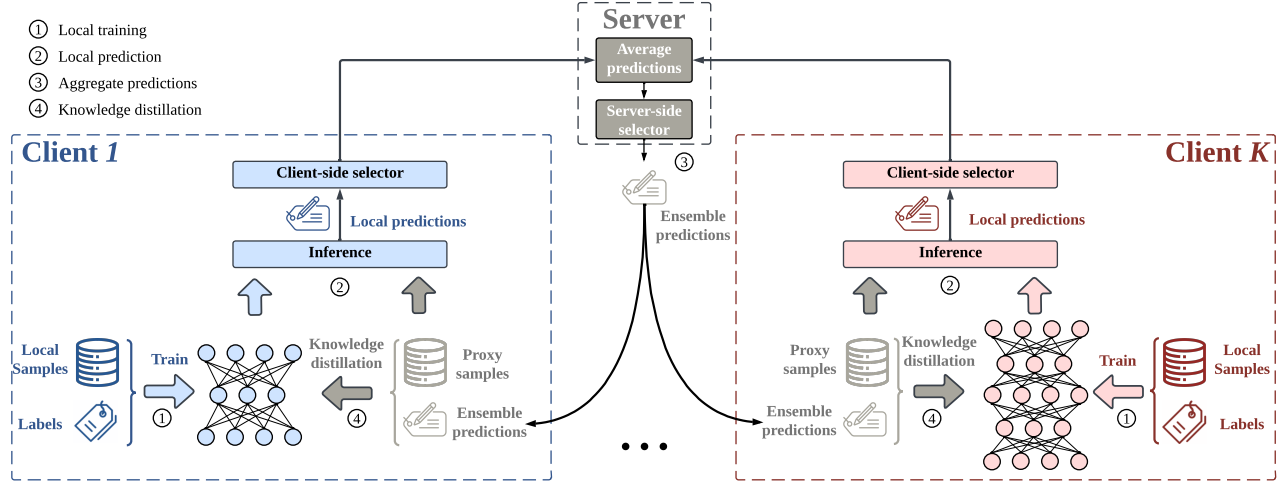 ① Local training
② Local prediction
③ Aggregate predictions
④ Knowledge distillation
Server
Average
predictions
Server-side
selector
③
Ensemble
predictions
Client 1
Client-side selector
Local predictions
Inference
②
Local
Samples
Labels
Train
①
Knowledge
distillation
④
Proxy
samples
Ensemble
predictions
Client K
Client-side selector
Local predictions
Inference
②
Proxy
samples
Ensemble
predictions
Knowledge
distillation
④
Train
①
Local
Samples
Labels